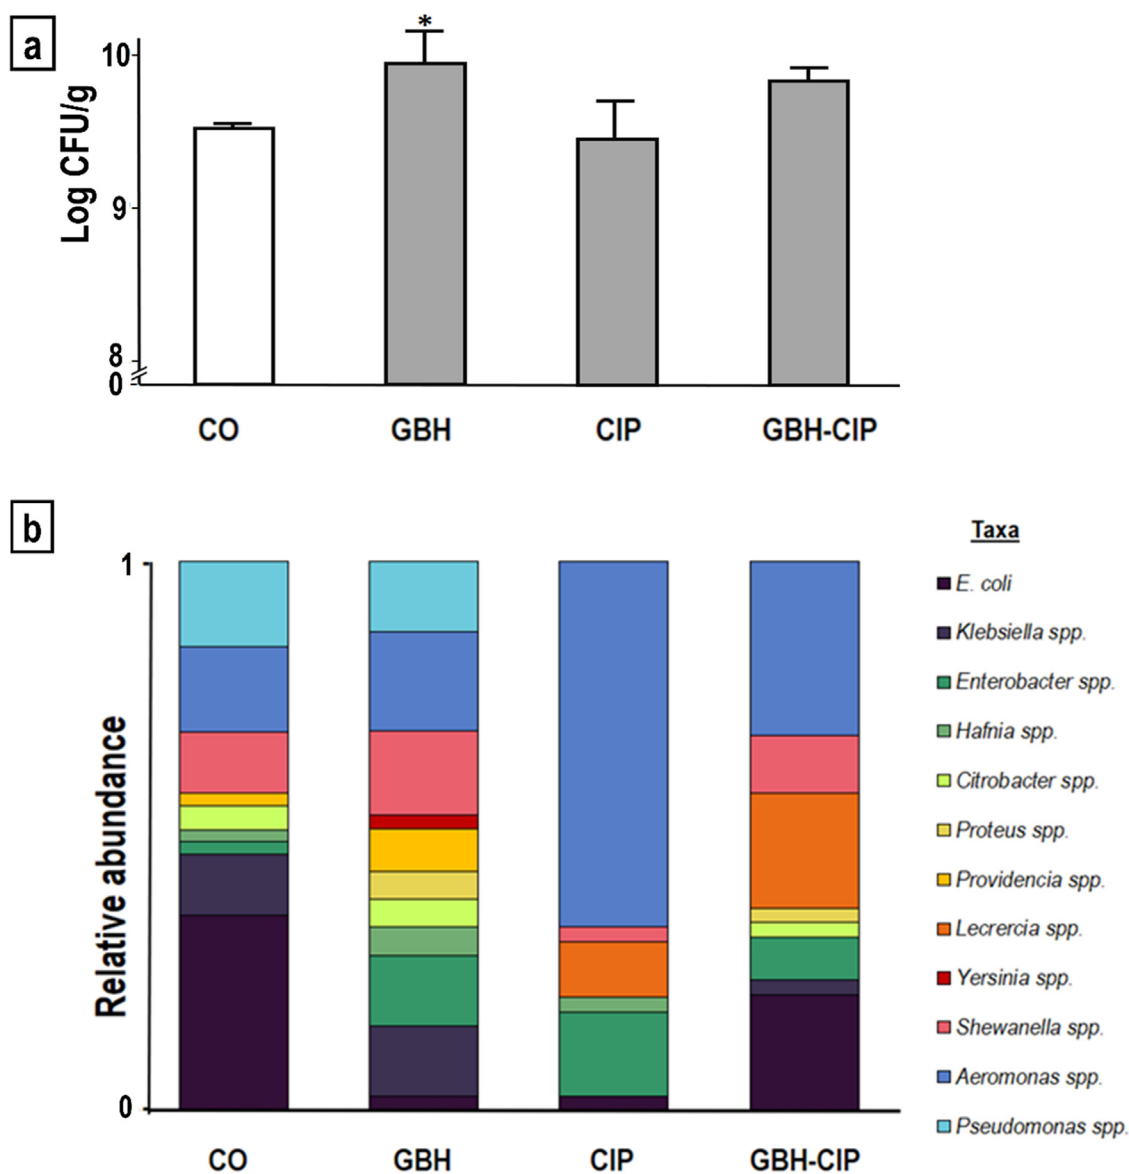 a
*
10
9
8
0
Log CFU/g
CO GBH CIP GBH-CIP
b
1
0
Relative abundance
CO GBH CIP GBH-CIP
Taxa
E. coli
Klebsiella spp.
Enterobacter spp.
Hafnia spp.
Citrobacter spp.
Proteus spp.
Providencia spp.
Lecrercia spp.
Yersinia spp.
Shewanella spp.
Aeromonas spp.
Pseudomonas spp.